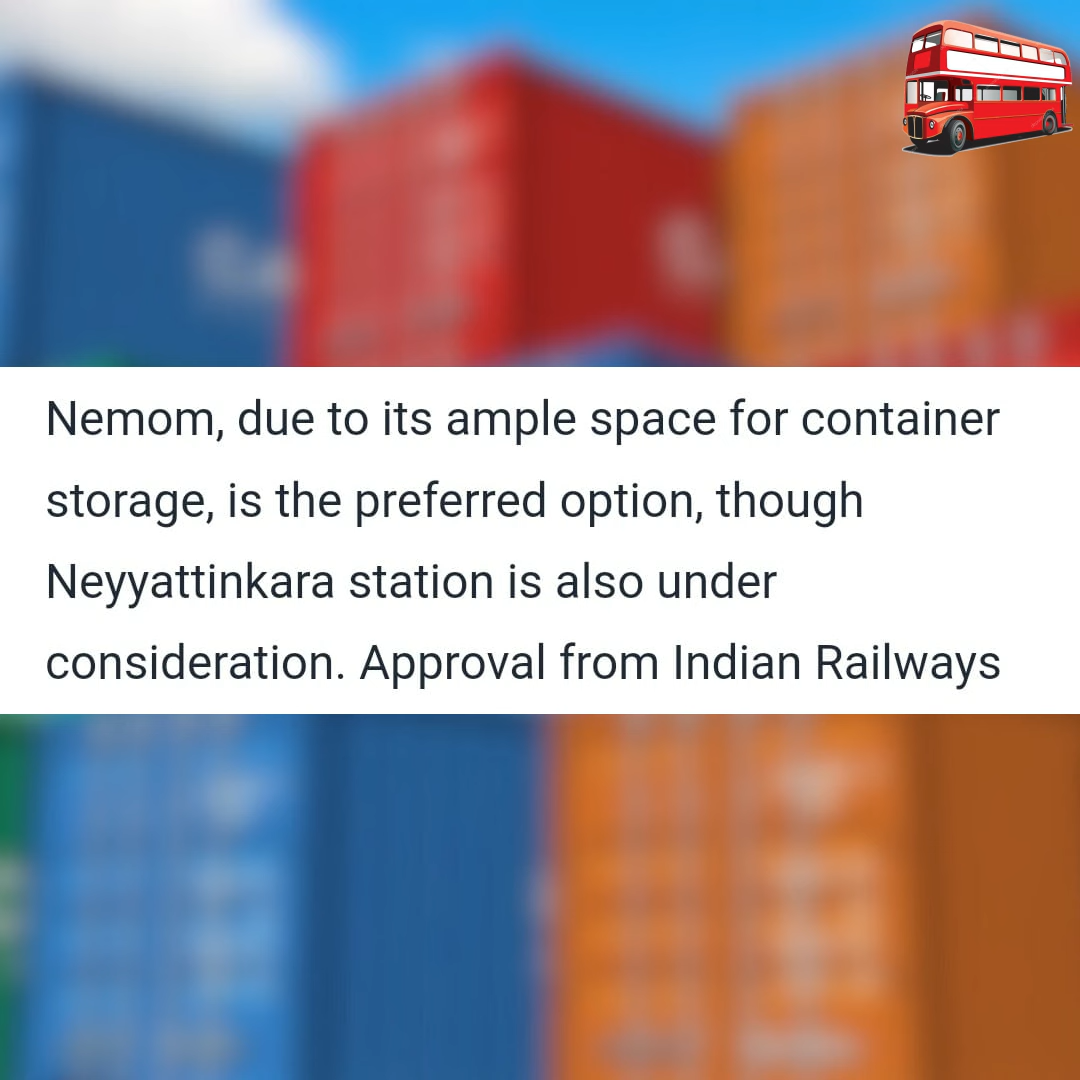 Nemom, due to its ample space for container
storage, is the preferred option, though
Neyyattinkara station is also under
consideration. Approval from Indian Railways